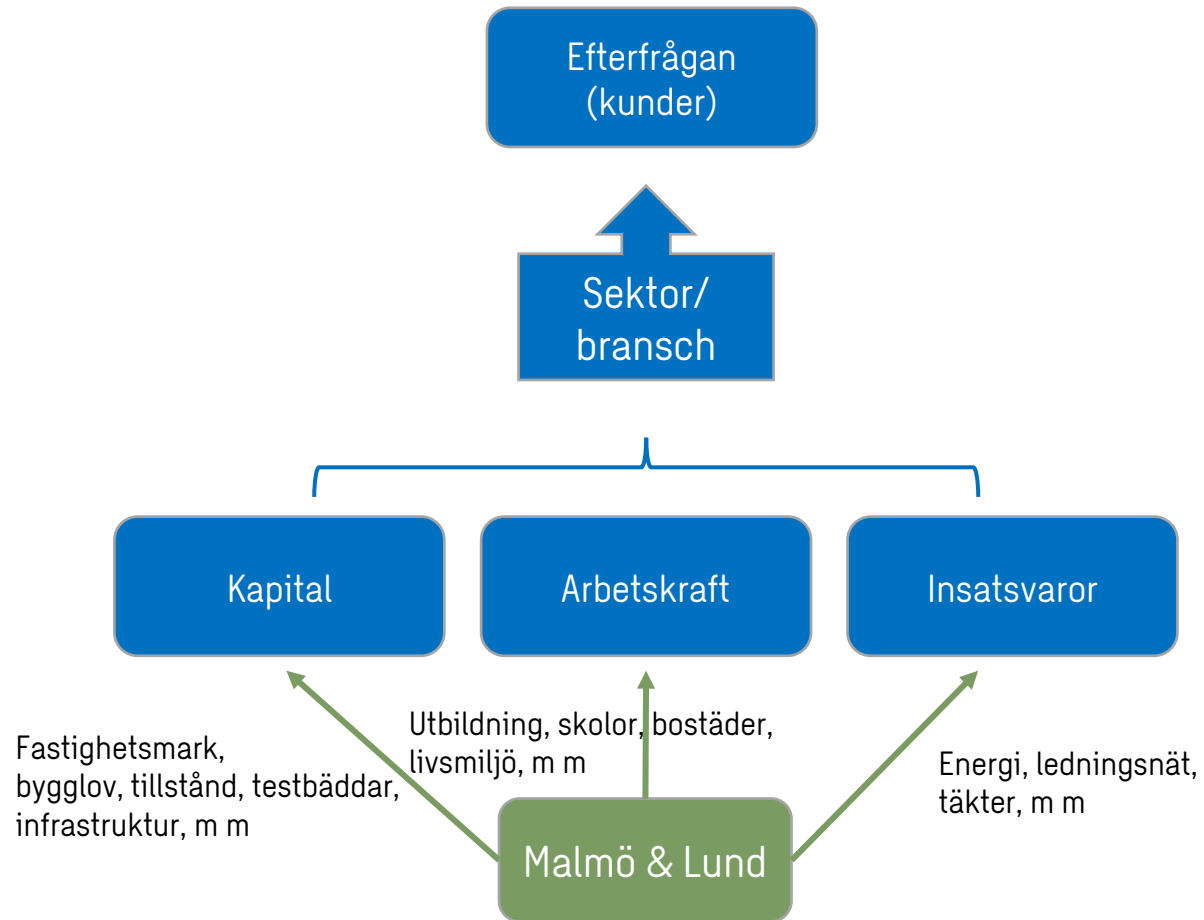 Efterfrågan
(kunder)
Sektor/
bransch
Kapital
Arbetskraft
Insatsvaror
Fastighetsmark,
bygglov, tillstånd, testbäddar,
infrastruktur, m m
Utbildning, skolor, bostäder,
livsmiljö, m m
Energi, ledningsnät,
täkter, m m
Malmö & Lund